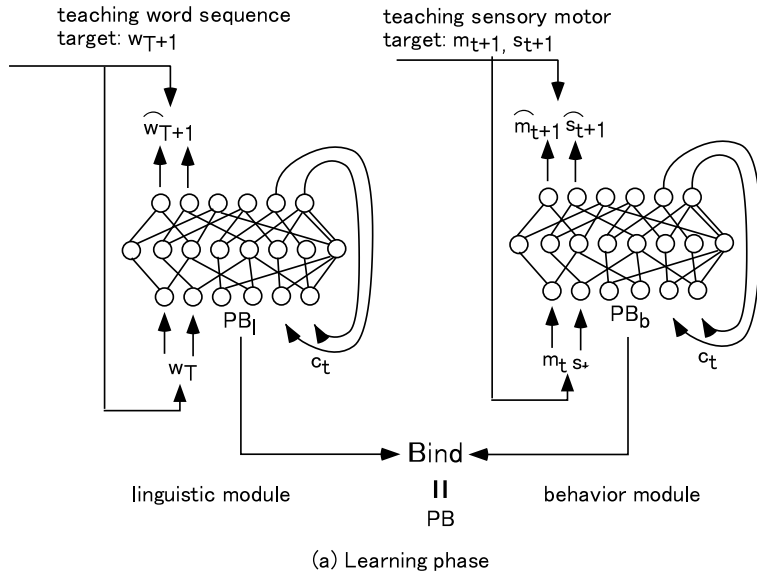 teaching word sequence
target: wT+1
teaching sensory motor
target: mt+1, st+1
ŵT+1
m̂t+1 ŝt+1
PBl
PBb
wT
ct
mt st
ct
Bind
=
PB
linguistic module
behavior module
(a) Learning phase